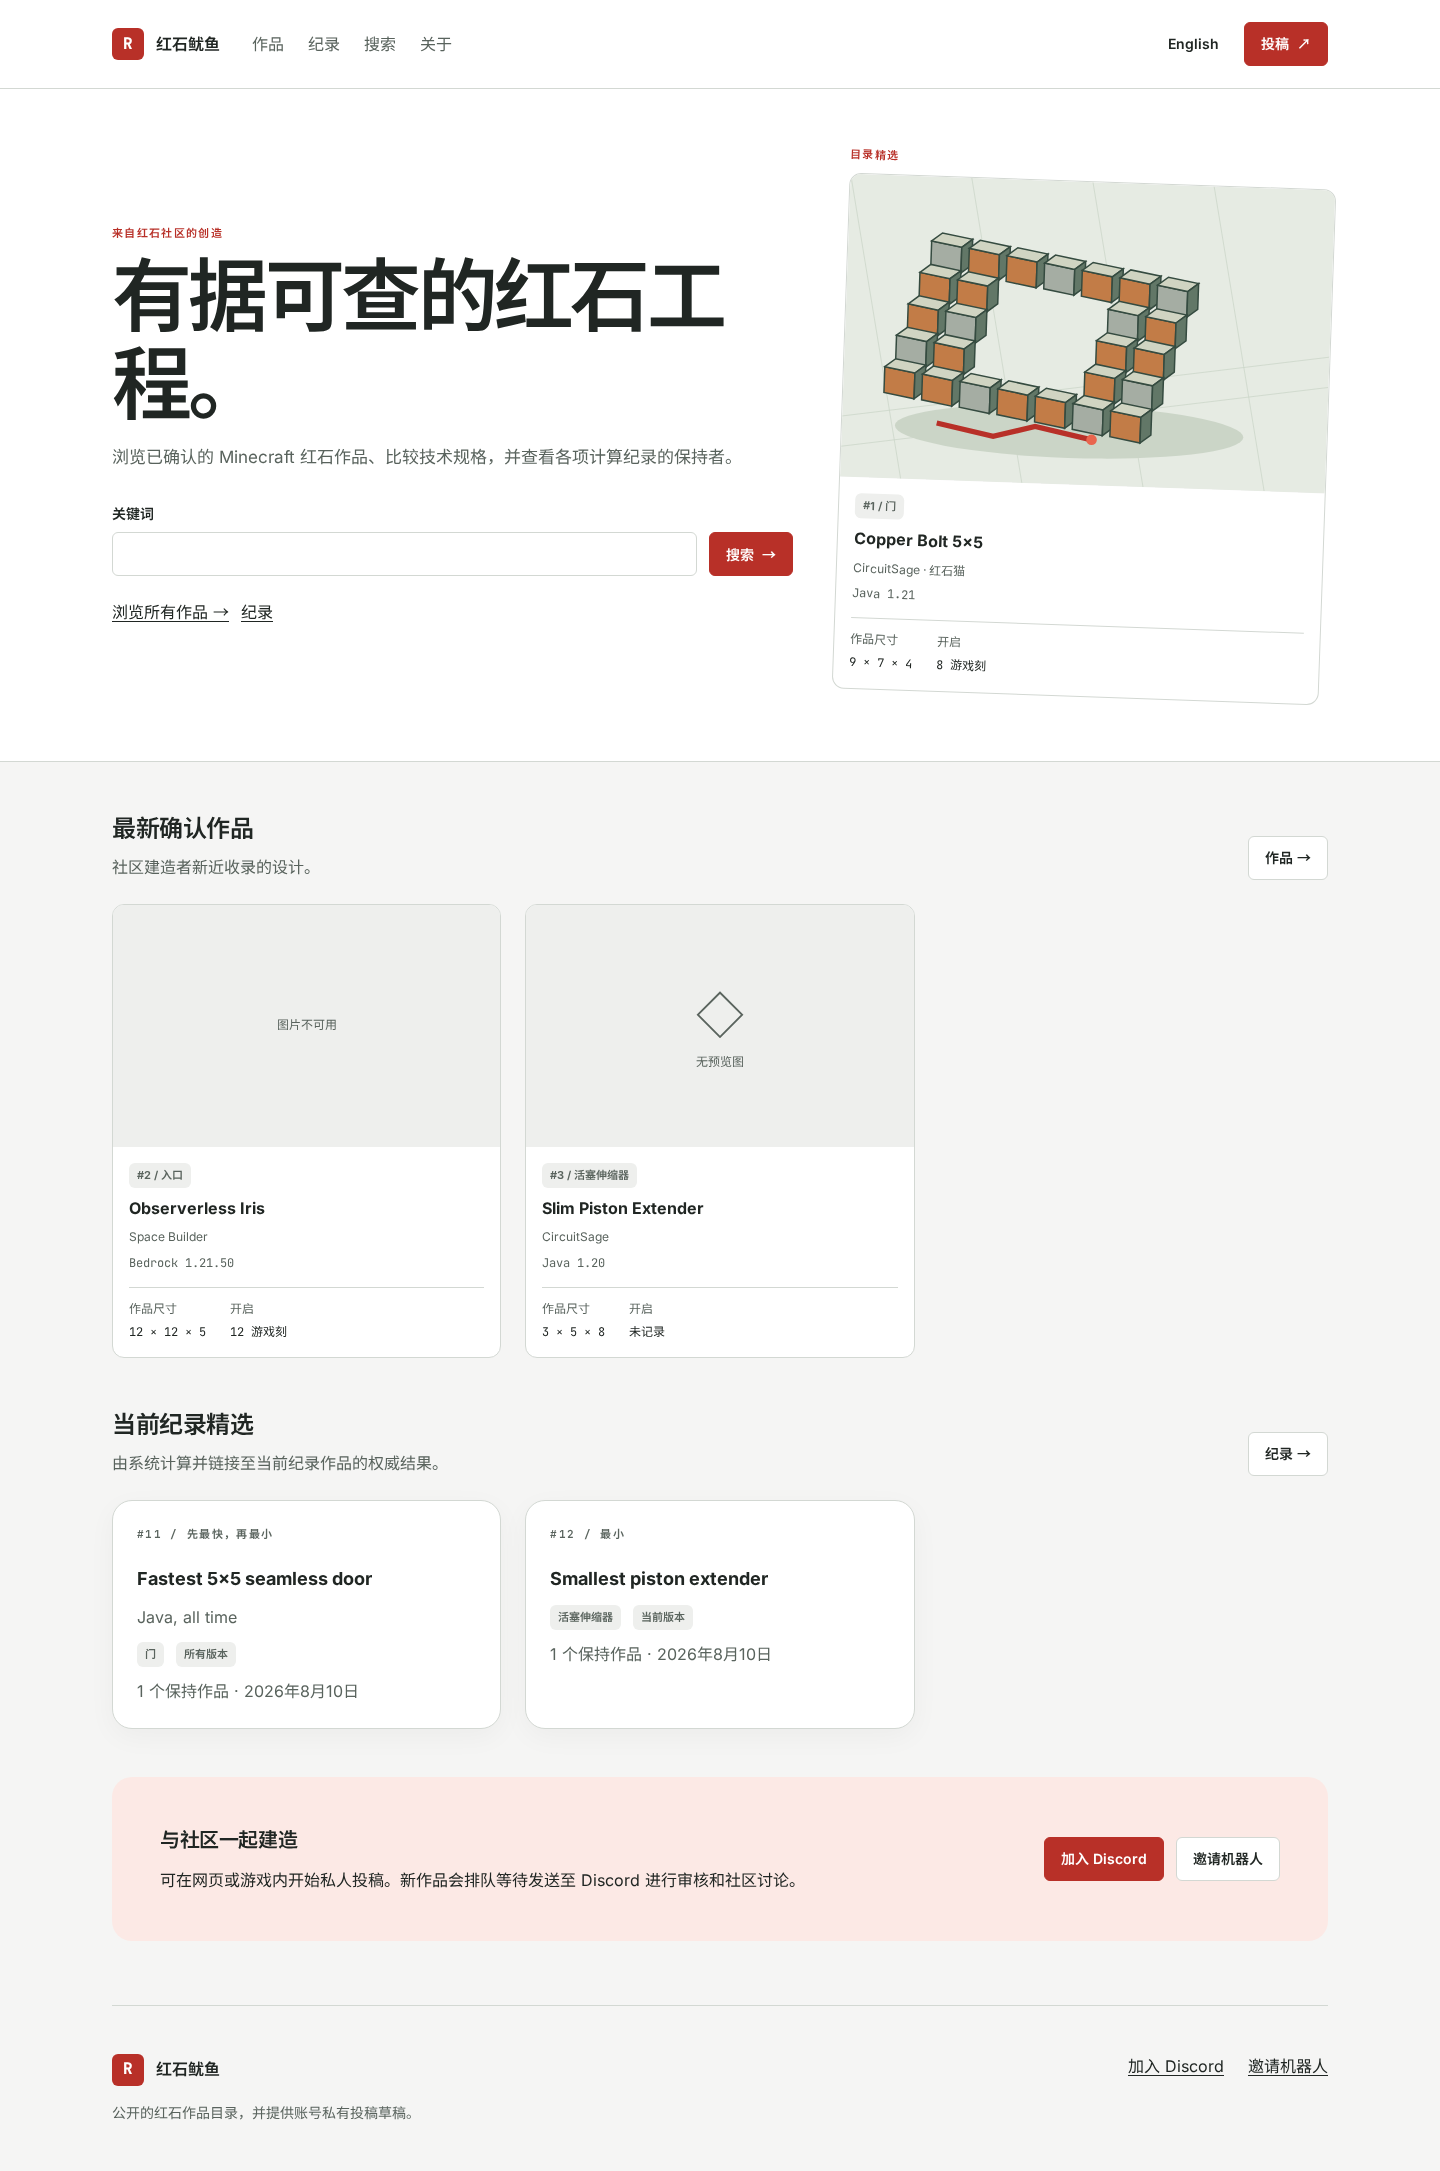 R 红石鱿鱼 作品 纪录 搜索 关于 English 投稿 ↗
来自红石社区的创造
有据可查的红石工
程。
浏览已确认的 Minecraft 红石作品、比较技术规格，并查看各项计算纪录的保持者。
关键词
搜索 →
浏览所有作品 → 纪录
目录精选
#1 / 门
Copper Bolt 5×5
CircuitSage · 红石猫
Java 1.21
作品尺寸 开启
9 × 7 × 4 8 游戏刻
最新确认作品
社区建造者新近收录的设计。
作品 →
图片不可用
#2 / 入口
Observerless Iris
Space Builder
Bedrock 1.21.50
作品尺寸 开启
12 × 12 × 5 12 游戏刻
无预览图
#3 / 活塞伸缩器
Slim Piston Extender
CircuitSage
Java 1.20
作品尺寸 开启
3 × 5 × 8 未记录
当前纪录精选
由系统计算并链接至当前纪录作品的权威结果。
纪录 →
#11 / 先最快，再最小
Fastest 5×5 seamless door
Java, all time
门 所有版本
1 个保持作品 · 2026年8月10日
#12 / 最小
Smallest piston extender
活塞伸缩器 当前版本
1 个保持作品 · 2026年8月10日
与社区一起建造
可在网页或游戏内开始私人投稿。新作品会排队等待发送至 Discord 进行审核和社区讨论。
加入 Discord 邀请机器人
R 红石鱿鱼
公开的红石作品目录，并提供账号私有投稿草稿。
加入 Discord 邀请机器人